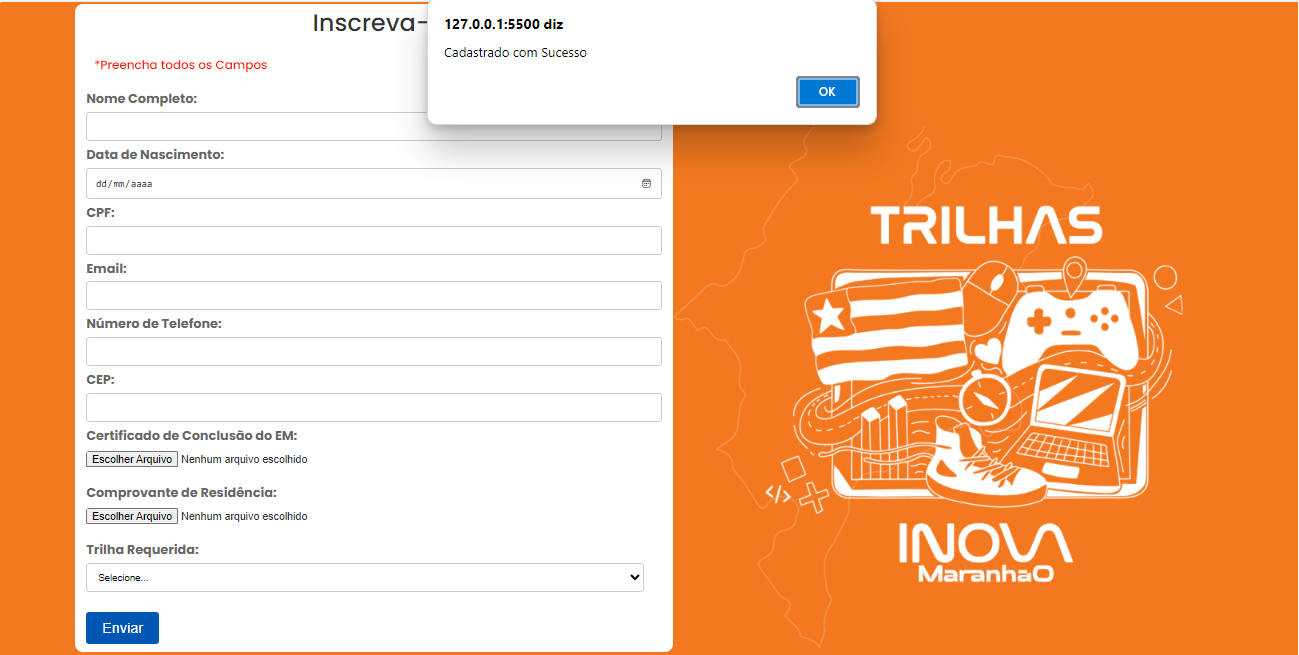 Inscreva-
127.0.0.1:5500 diz
Cadastrado com Sucesso
OK
*Preencha todos os Campos
Nome Completo:
Data de Nascimento:
dd/mm/aaaa
CPF:
Email:
Número de Telefone:
CEP:
Certificado de Conclusão do EM:
Escolher Arquivo Nenhum arquivo escolhido
Comprovante de Residência:
Escolher Arquivo Nenhum arquivo escolhido
Trilha Requerida:
Selecione...
Enviar
TRILHAS
</>
INOVA
MaranhaO